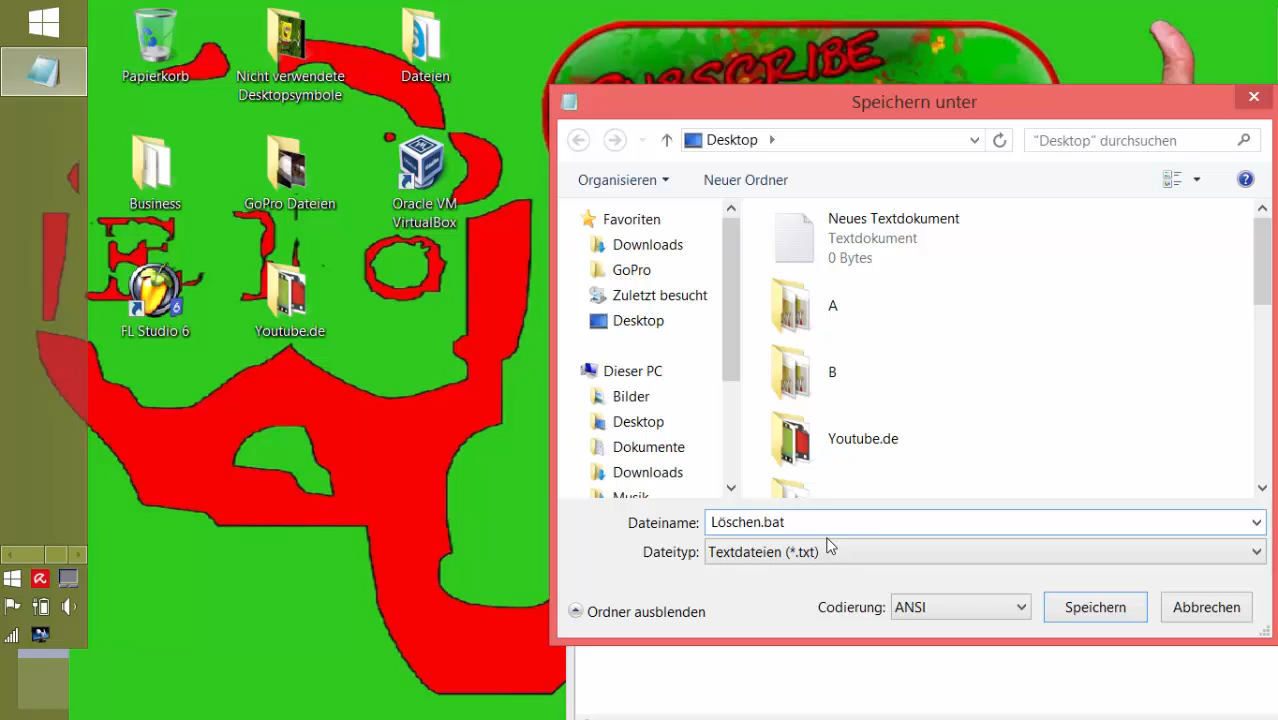 Papierkorb
Nicht verwendete
Desktopsymbole
Dateien
Business
GoPro Dateien
Oracle VM
VirtualBox
FL Studio 6
Youtube.de
SUBSCRIBE
Speichern unter
Desktop
"Desktop" durchsuchen
Organisieren
Neuer Ordner
Favoriten
Downloads
GoPro
Zuletzt besucht
Desktop
Dieser PC
Bilder
Desktop
Dokumente
Downloads
Musik
Neues Textdokument
Textdokument
0 Bytes
A
B
Youtube.de
Dateiname: Löschen.bat
Dateityp: Textdateien (*.txt)
Ordner ausblenden
Codierung: ANSI
Speichern
Abbrechen